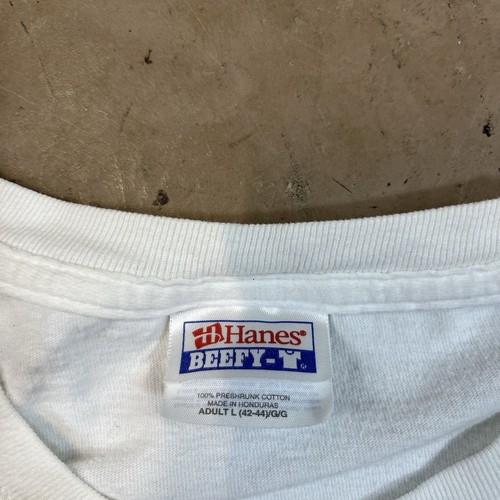 Hanes®
BEEFY-T®
100% PRESHRUNK COTTON
MADE IN HONDURAS
ADULT L (42-44)/G/G